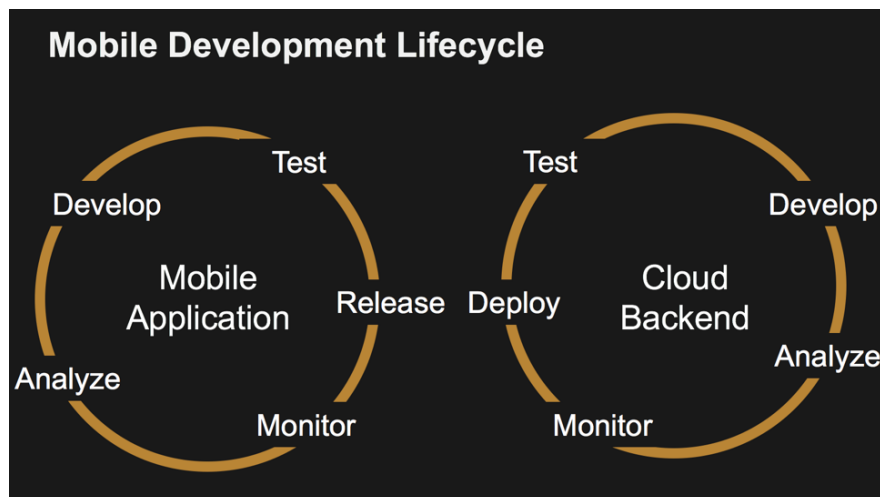 Mobile Development Lifecycle
Test
Develop
Mobile
Application
Release
Analyze
Monitor
Test
Develop
Deploy
Cloud
Backend
Analyze
Monitor